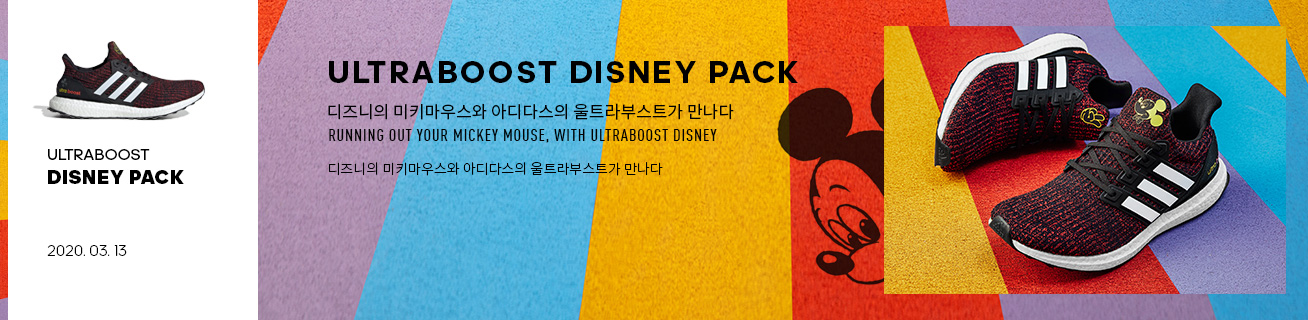 ULTRABOOST
DISNEY PACK
2020. 03. 13
ULTRABOOST DISNEY PACK
디즈니의 미키마우스와 아디다스의 울트라부스트가 만나다
RUNNING OUT YOUR MICKEY MOUSE, WITH ULTRABOOST DISNEY
디즈니의 미키마우스와 아디다스의 울트라부스트가 만나다